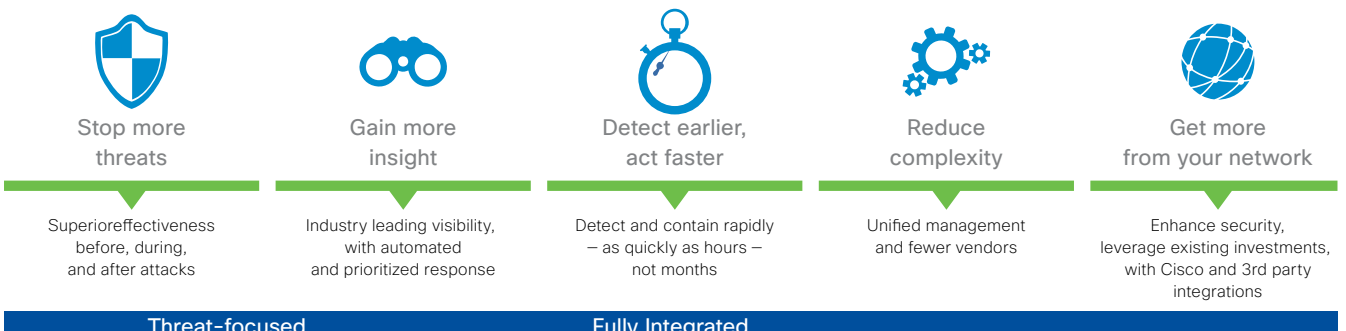 Stop more
threats
Gain more
insight
Detect earlier,
act faster
Reduce
complexity
Get more
from your network
Superioreffectiveness
before, during,
and after attacks
Industry leading visibility,
with automated
and prioritized response
Detect and contain rapidly
– as quickly as hours –
not months
Unified management
and fewer vendors
Enhance security,
leverage existing investments,
with Cisco and 3rd party
integrations
Threat-focused
Fully Integrated